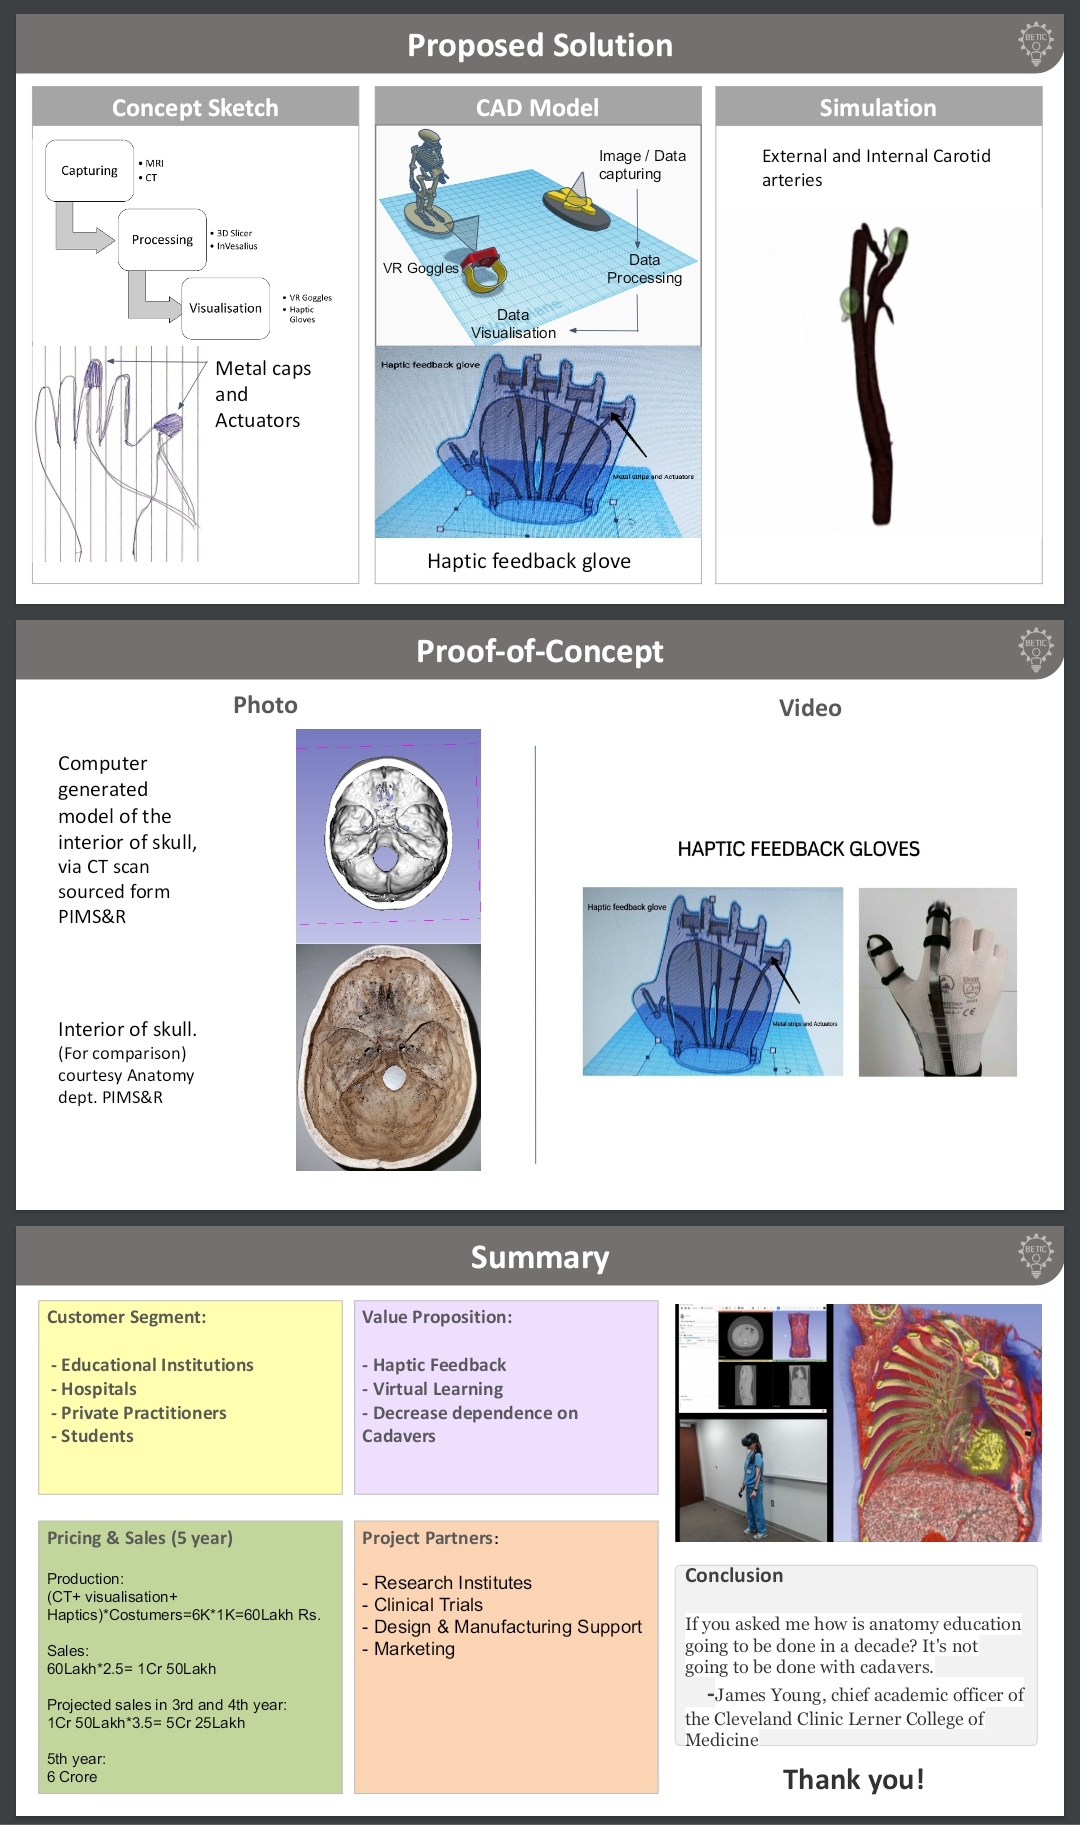 Proposed Solution
BETIC
Concept Sketch
Capturing
• MRI
• CT
Processing
• 3D Slicer
• InVesalius
Visualisation
• VR Goggles
• Haptic
Gloves
Metal caps
and
Actuators
CAD Model
Image / Data
capturing
VR Goggles
Data
Processing
Data
Visualisation
Haptic feedback glove
Metal strips and Actuators
Haptic feedback glove
Simulation
External and Internal Carotid
arteries
Proof-of-Concept
BETIC
Photo
Computer
generated
model of the
interior of skull,
via CT scan
sourced form
PIMS&R
Interior of skull.
(For comparison)
courtesy Anatomy
dept. PIMS&R
Video
HAPTIC FEEDBACK GLOVES
Haptic feedback glove
Metal strips and Actuators
CE
Summary
BETIC
Customer Segment:
- Educational Institutions
- Hospitals
- Private Practitioners
- Students
Value Proposition:
- Haptic Feedback
- Virtual Learning
- Decrease dependence on
Cadavers
Pricing & Sales (5 year)
Production:
(CT+ visualisation+
Haptics)*Costumers=6K*1K=60Lakh Rs.
Sales:
60Lakh*2.5= 1Cr 50Lakh
Projected sales in 3rd and 4th year:
1Cr 50Lakh*3.5= 5Cr 25Lakh
5th year:
6 Crore
Project Partners:
- Research Institutes
- Clinical Trials
- Design & Manufacturing Support
- Marketing
Conclusion
If you asked me how is anatomy education
going to be done in a decade? It's not
going to be done with cadavers.
-James Young, chief academic officer of
the Cleveland Clinic Lerner College of
Medicine
Thank you!